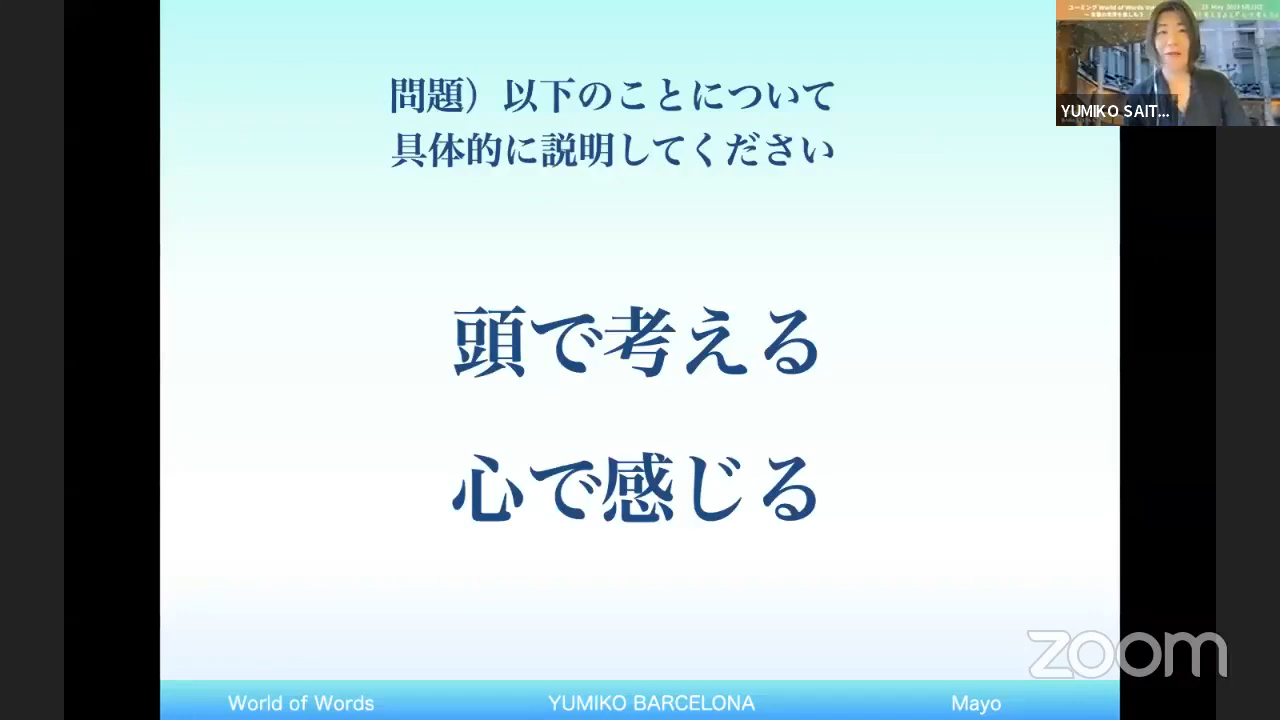 問題）以下のことについて
具体的に説明してください
頭で考える
心で感じる
World of Words
YUMIKO BARCELONA
Mayo
YUMIKO SAIT...
zoom